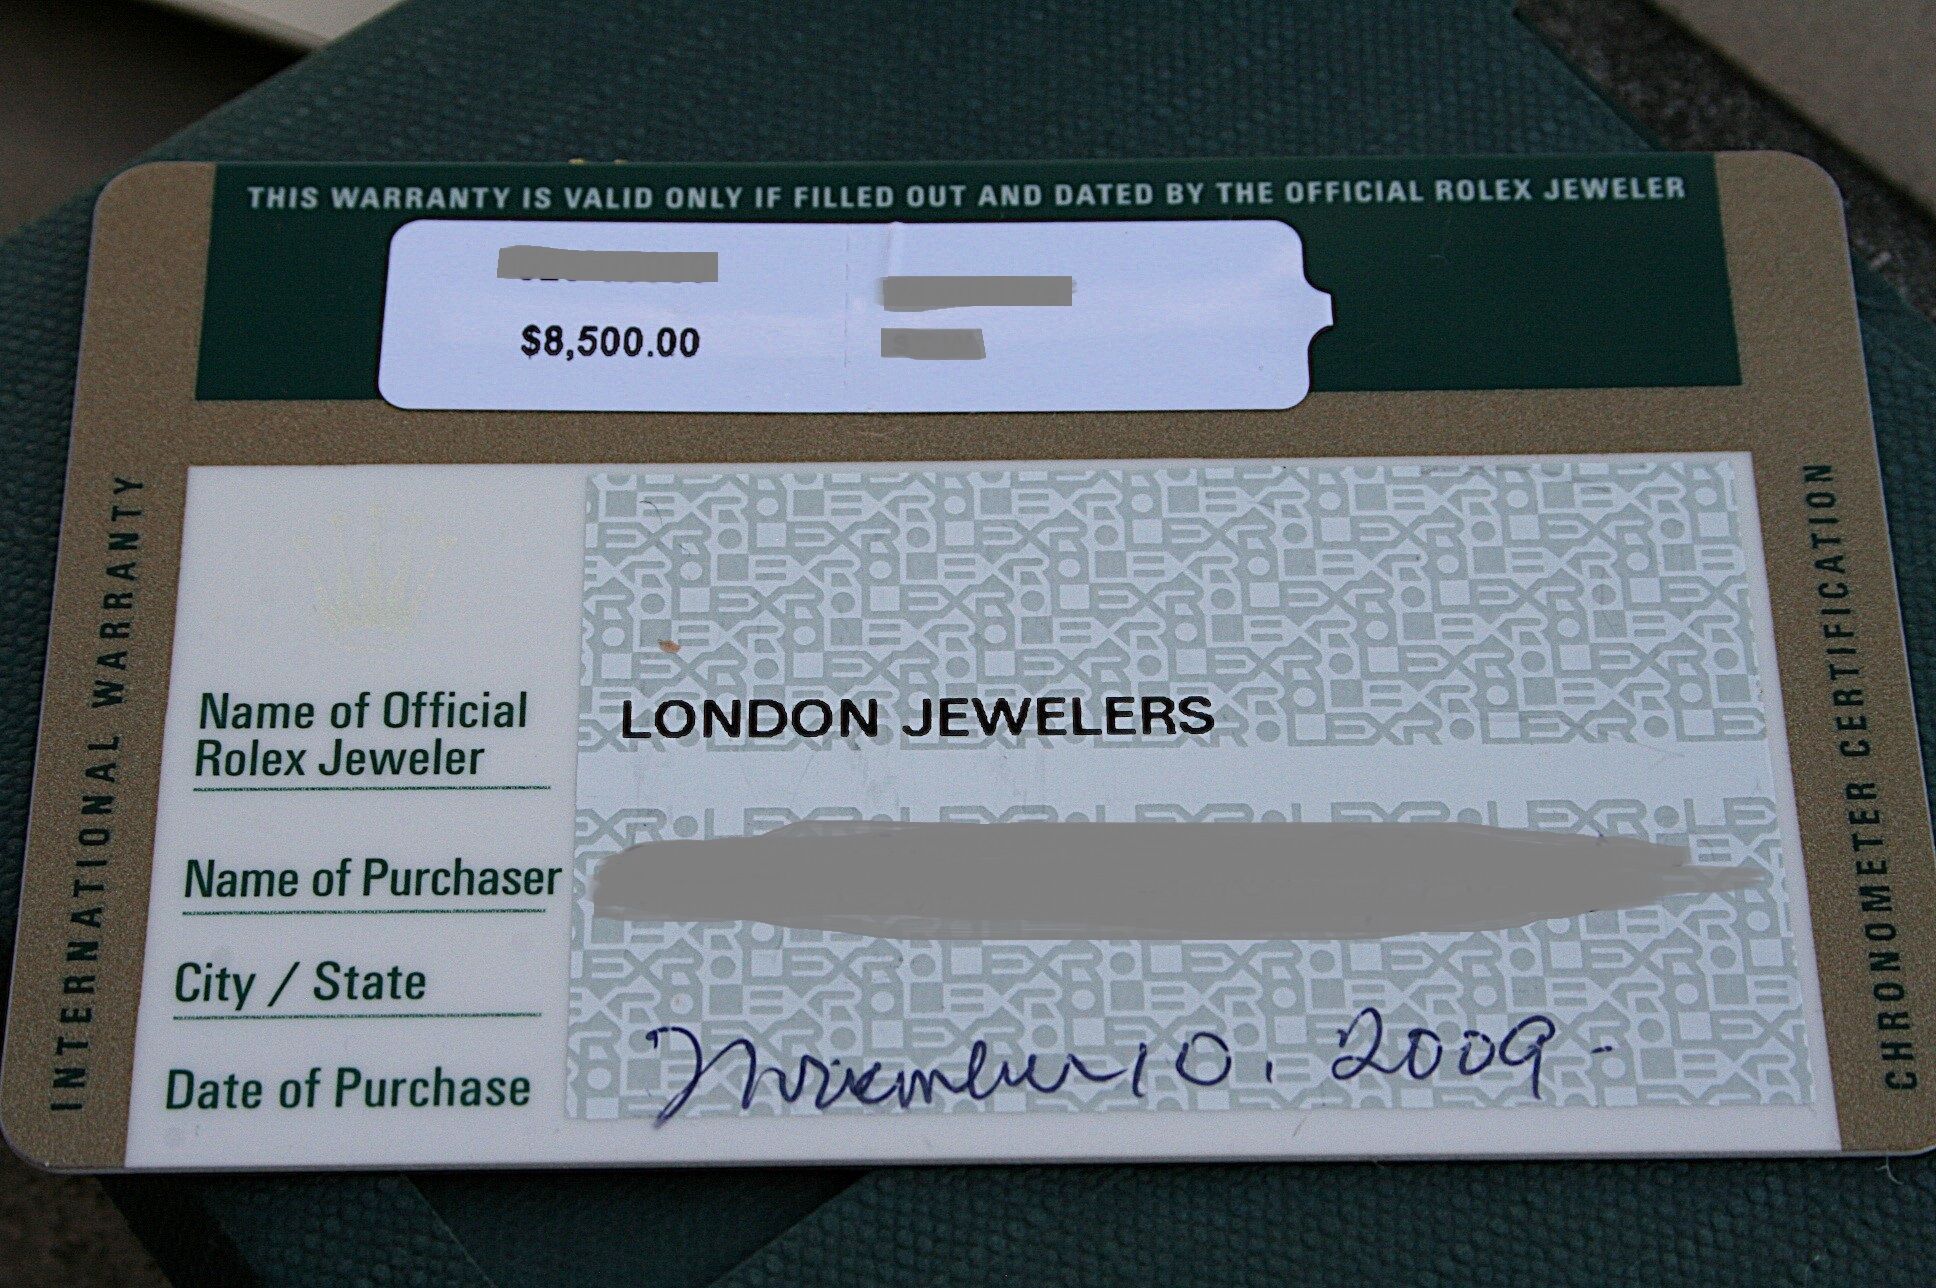 THIS WARRANTY IS VALID ONLY IF FILLED OUT AND DATED BY THE OFFICIAL ROLEX JEWELER
$8,500.00
INTERNATIONAL WARRANTY
CHRONOMETER CERTIFICATION
Name of Official
Rolex Jeweler
LONDON JEWELERS
Name of Purchaser
City / State
Date of Purchase
November 10, 2009 -